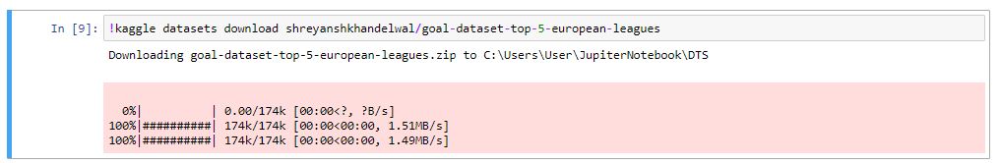 In [9]: !kaggle datasets download shreyanshkhandelwal/goal-dataset-top-5-european-leagues
Downloading goal-dataset-top-5-european-leagues.zip to C:\Users\User\JupiterNotebook\DTS
0%|          | 0.00/174k [00:00<?, ?B/s]
100%|##########| 174k/174k [00:00<00:00, 1.51MB/s]
100%|##########| 174k/174k [00:00<00:00, 1.49MB/s]